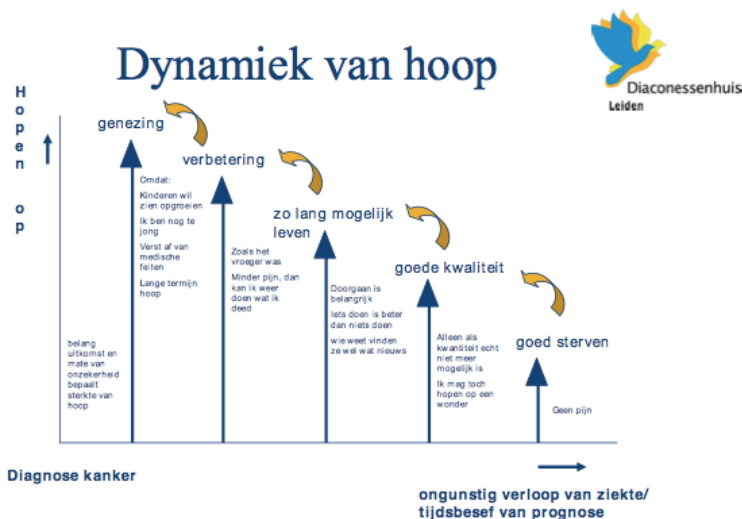 Dynamiek van hoop
Diaconessenhuis
Leiden
Hopen op
genezing
Omdat:
Kinderen wil
zien opgroeien
Ik ben nog te
jong
Verst af van
medische
feiten
Lange termijn
hoop
belang
uitkomst en
mate van
onzekerheid
bepaalt
sterkte van
hoop
verbetering
Zoals het
vroeger was
Minder pijn, dan
kan ik weer
doen wat ik
deed
zo lang mogelijk
leven
Doorgaan is
belangrijk
Iets doen is beter
dan niets doen
wie weet vinden
ze wel wat nieuws
goede kwaliteit
Alleen als
kwantiteit echt
niet meer
mogelijk is
Ik mag toch
hopen op een
wonder
goed sterven
Geen pijn
Diagnose kanker
ongunstig verloop van ziekte/
tijdsbesef van prognose